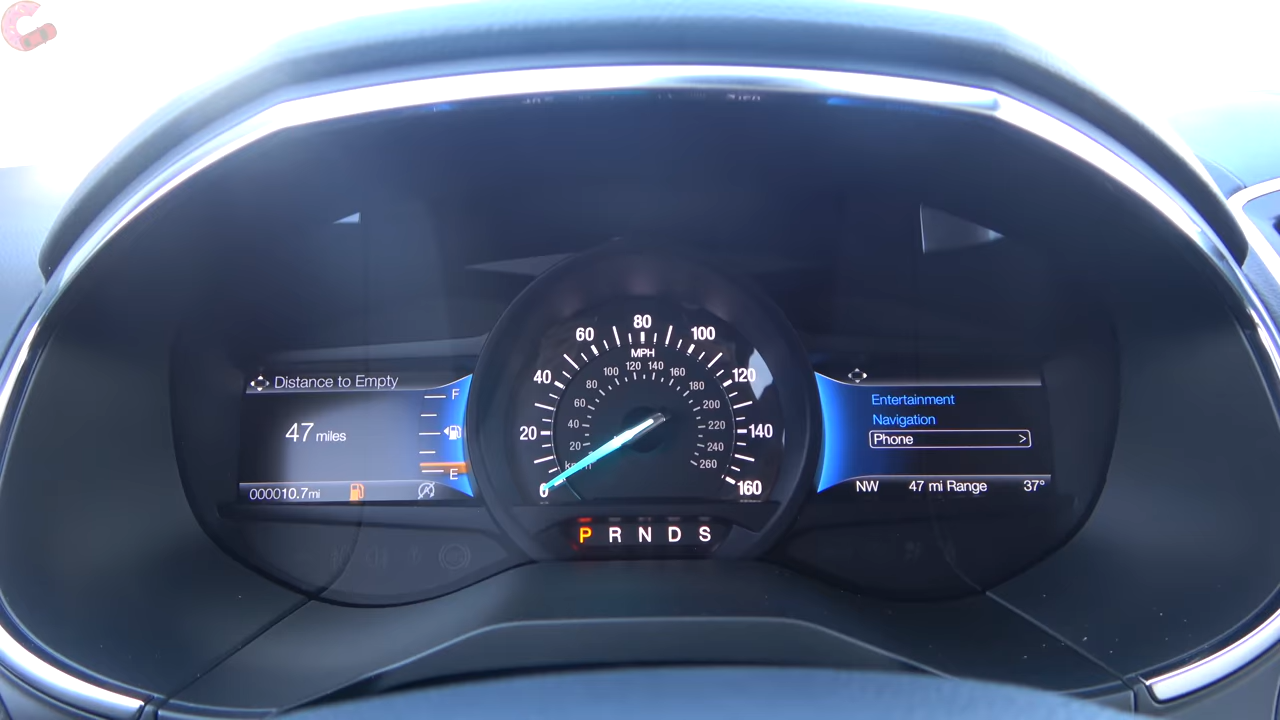 Distance to Empty
47 miles
F
E
000010.7mi
0
20
40
60
80
100
120
140
160
MPH
20
40
60
80
100
120
140
160
180
200
220
240
260
km/h
P R N D S
Entertainment
Navigation
Phone >
NW 47 mi Range 37°